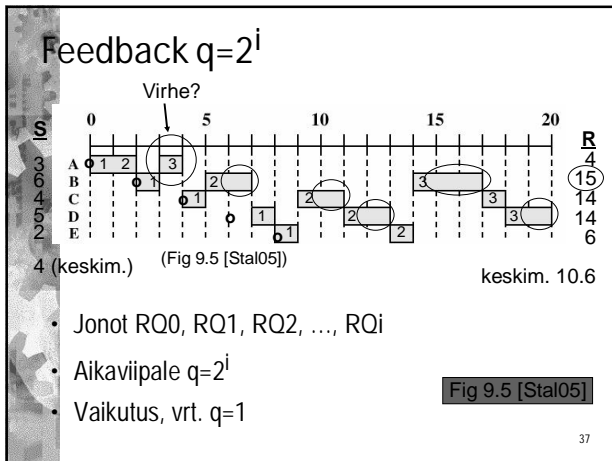 Feedback q=2^i
Virhe?
S 0 5 10 15 20 R
3 A 1 2 3 4
6 B 1 2 3 15
4 C 1 2 3 14
5 D 1 2 3 14
2 E 1 2 6
4 (keskim.) (Fig 9.5 [Stal05]) keskim. 10.6
• Jonot RQ0, RQ1, RQ2, …, RQi
• Aikaviipale q=2^i
• Vaikutus, vrt. q=1
Fig 9.5 [Stal05]
37